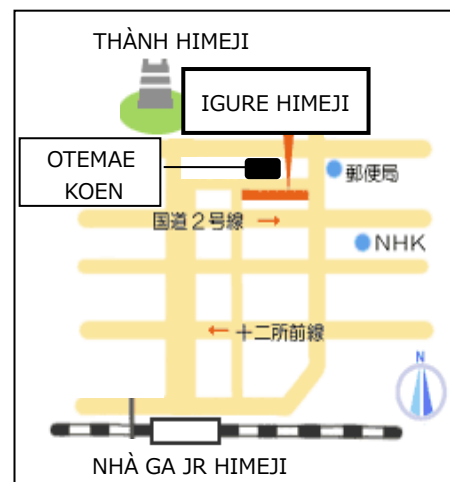 THÀNH HIMEJI
IGURE HIMEJI
OTEMAE
KOEN
郵便局
国道2号線 →
NHK
← 十二所前線
N
NHÀ GA JR HIMEJI